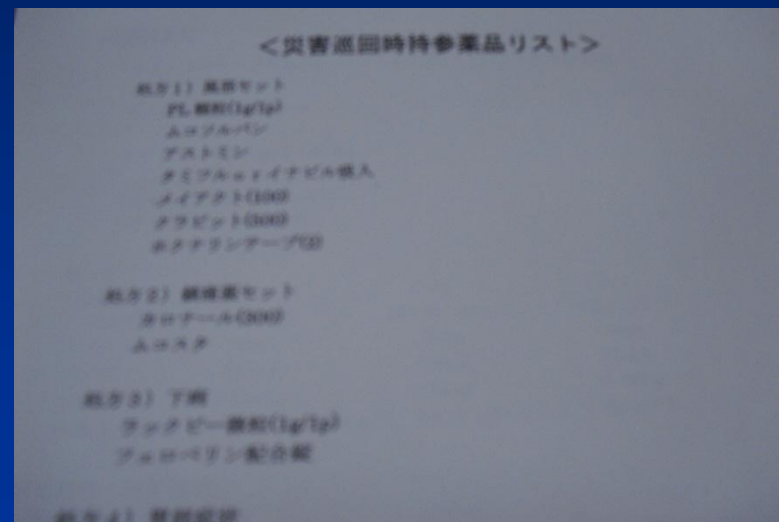 <災害巡回時持参薬品リスト>
処方1) 風邪セット
PL顆粒(1g/1p)
ムコソルバン
アストミン
タミフルorイナビル吸入
メイアクト(100)
クラビット(500)
ホクナリンテープ(2)
処方2) 鎮痛薬セット
カロナール(300)
ムコスタ
処方3) 下痢
ラックビー微粒(1g/1p)
フェロベリン配合錠
処方4)